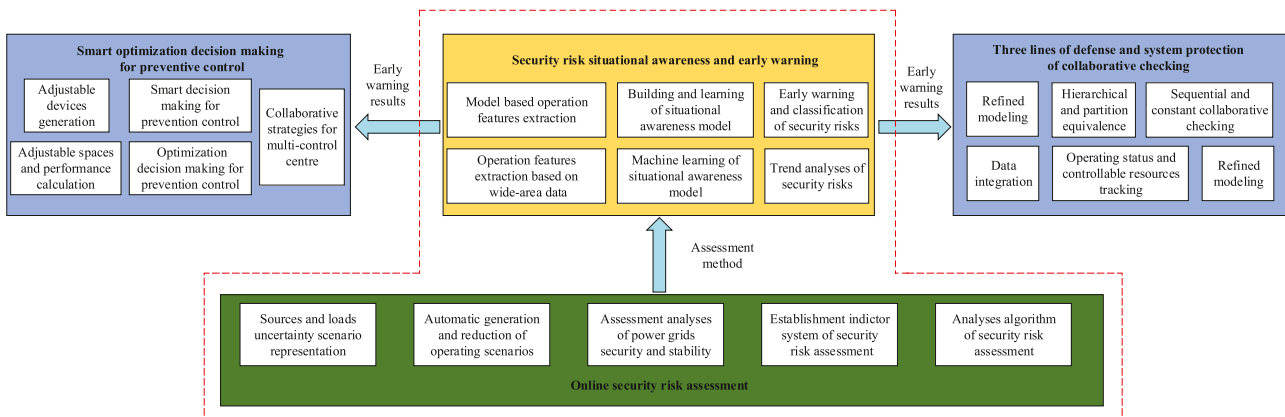 Smart optimization decision making
for preventive control
Adjustable
devices
generation
Smart decision
making for
prevention control
Collaborative
strategies for
multi-control
centre
Adjustable spaces
and performance
calculation
Optimization
decision making for
prevention control
Early
warning
results
Security risk situational awareness and early warning
Model based operation
features extraction
Building and learning
of situational
awareness model
Early warning
and classification
of security risks
Operation features
extraction based on
wide-area data
Machine learning of
situational awareness
model
Trend analyses of
security risks
Early
warning
results
Three lines of defense and system protection
of collaborative checking
Refined
modeling
Hierarchical
and partition
equivalence
Sequential and
constant collaborative
checking
Data
integration
Operating status and
controllable resources
tracking
Refined
modeling
Assessment
method
Sources and loads
uncertainty scenario
representation
Automatic generation
and reduction of
operating scenarios
Assessment analyses
of power grids
security and stability
Establishment indictor
system of security
risk assessment
Analyses algorithm
of security risk
assessment
Online security risk assessment